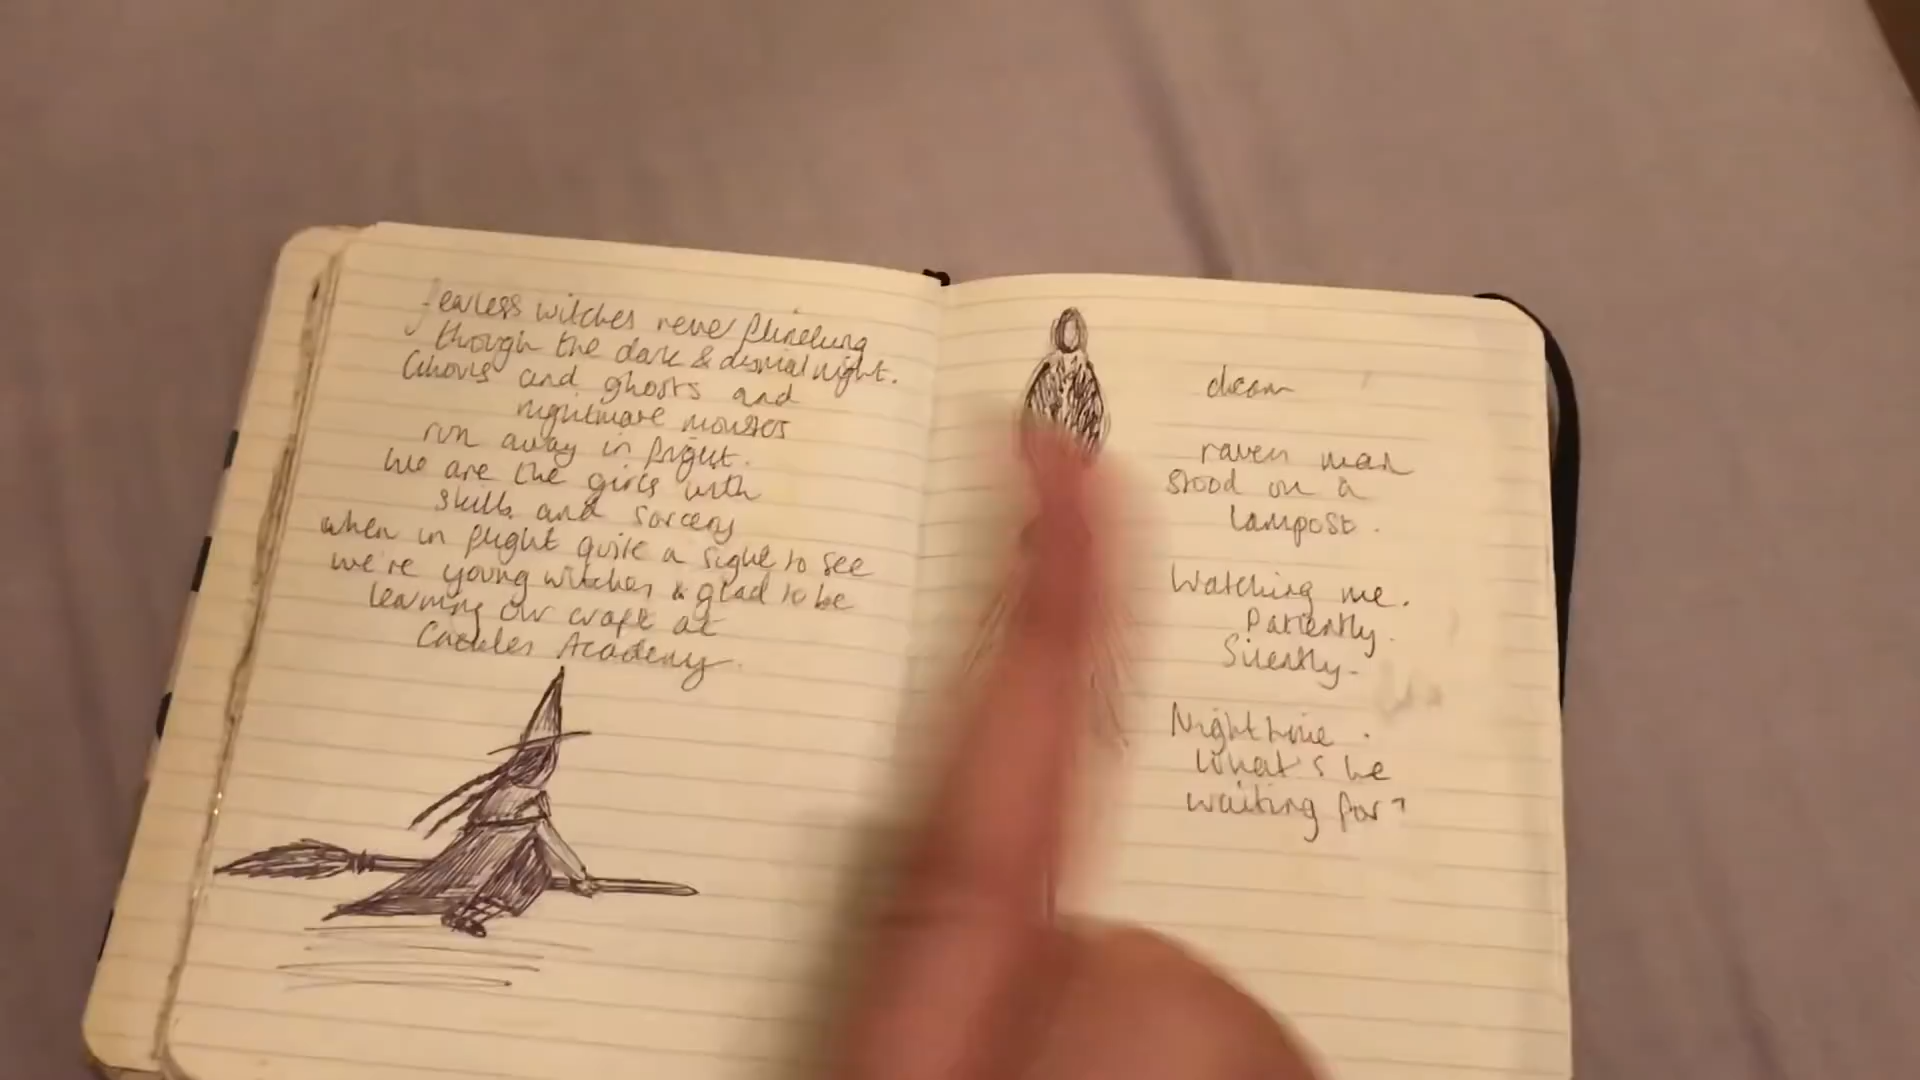 fearless witches never flinching
though the dark & dismal night.
Ghouls and ghosts and
nightmare monsters
run away in fright.
We are the girls with
skills and sorcery
when in flight quite a sight to see
we're young witches & glad to be
learning our craft at
Cackles Academy.
dream
raven man
stood on a
lampost.
Watching me.
Patiently.
Silently.
Night time.
What's he
waiting for?